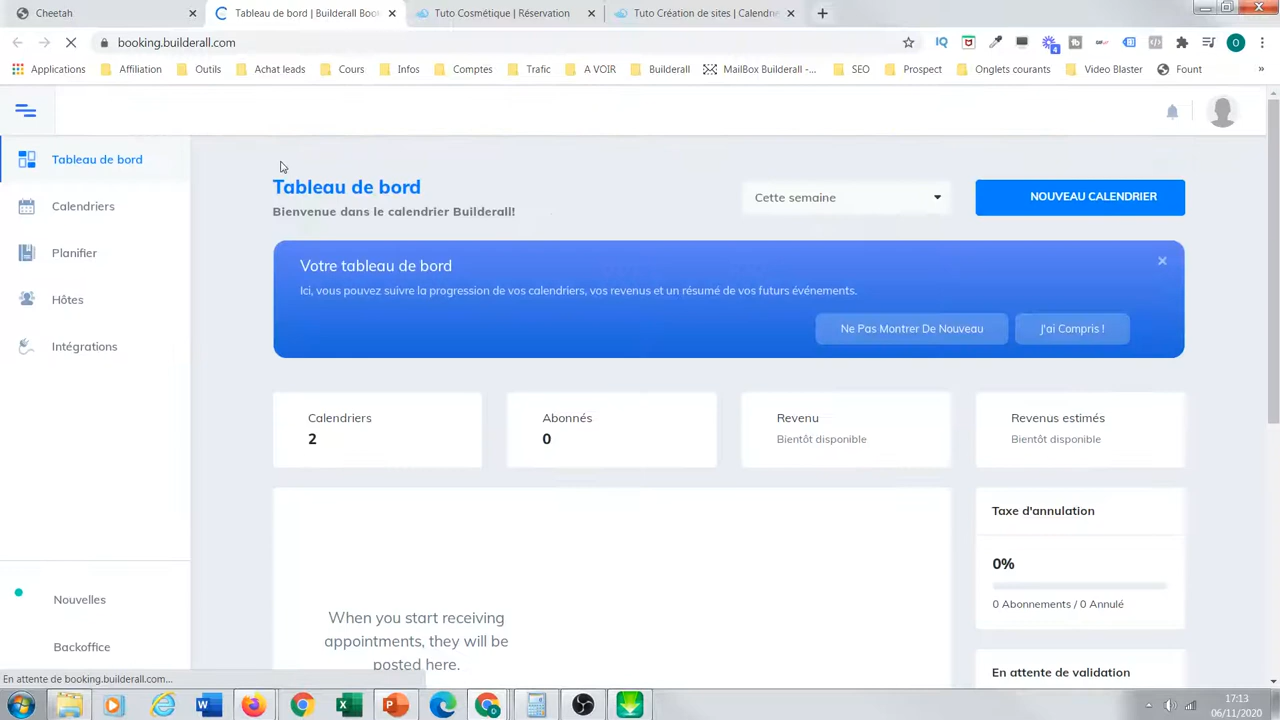 Cheetah
Tableau de bord | Builderall Boo
Tuto Cosmétique | Réserv
Tuto Création de sites | Calend
booking.builderall.com
IQ
4
O
Applications
Affiliation
Outils
Achat leads
Cours
Infos
Comptes
Trafic
A VOIR
Builderall
MailBox Builderall -...
SEO
Prospect
Onglets courants
Video Blaster
Fount
»
Tableau de bord
Calendriers
Planifier
Hôtes
Intégrations
Nouvelles
Backoffice
Tableau de bord
Bienvenue dans le calendrier Builderall!
Cette semaine
NOUVEAU CALENDRIER
Votre tableau de bord
Ici, vous pouvez suivre la progression de vos calendriers, vos revenus et un résumé de vos futurs événements.
Ne Pas Montrer De Nouveau
J'ai Compris !
Calendriers
2
Abonnés
0
Revenu
Bientôt disponible
Revenus estimés
Bientôt disponible
When you start receiving
appointments, they will be
posted here.
Taxe d'annulation
0%
0 Abonnements / 0 Annulé
En attente de validation
En attente de booking.builderall.com...
17:13
06/11/2020